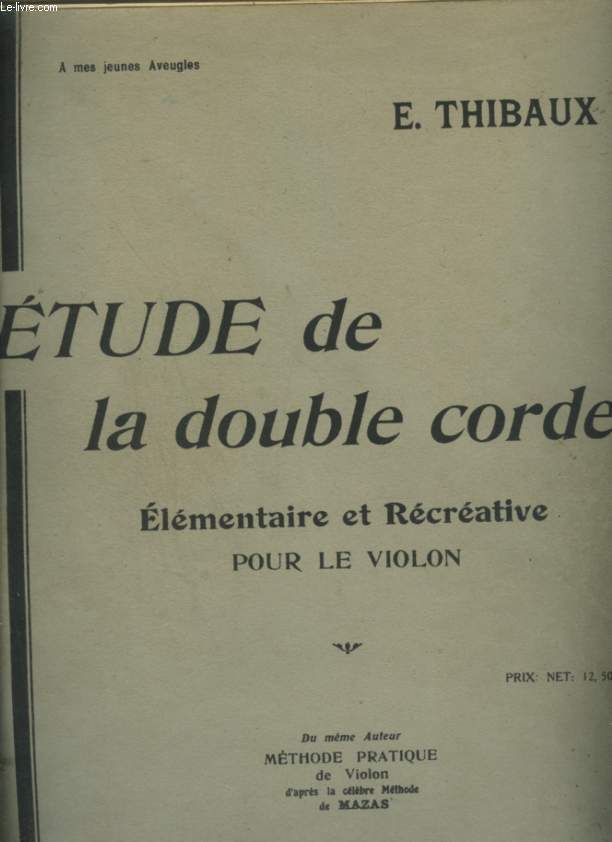 Le-livre.com
A mes jeunes Aveugles
E. THIBAUX
ÉTUDE de
la double corde
Élémentaire et Récréative
POUR LE VIOLON
PRIX NET: 12,50
Du même Auteur
MÉTHODE PRATIQUE
de Violon
d'après la célèbre Méthode
de MAZAS